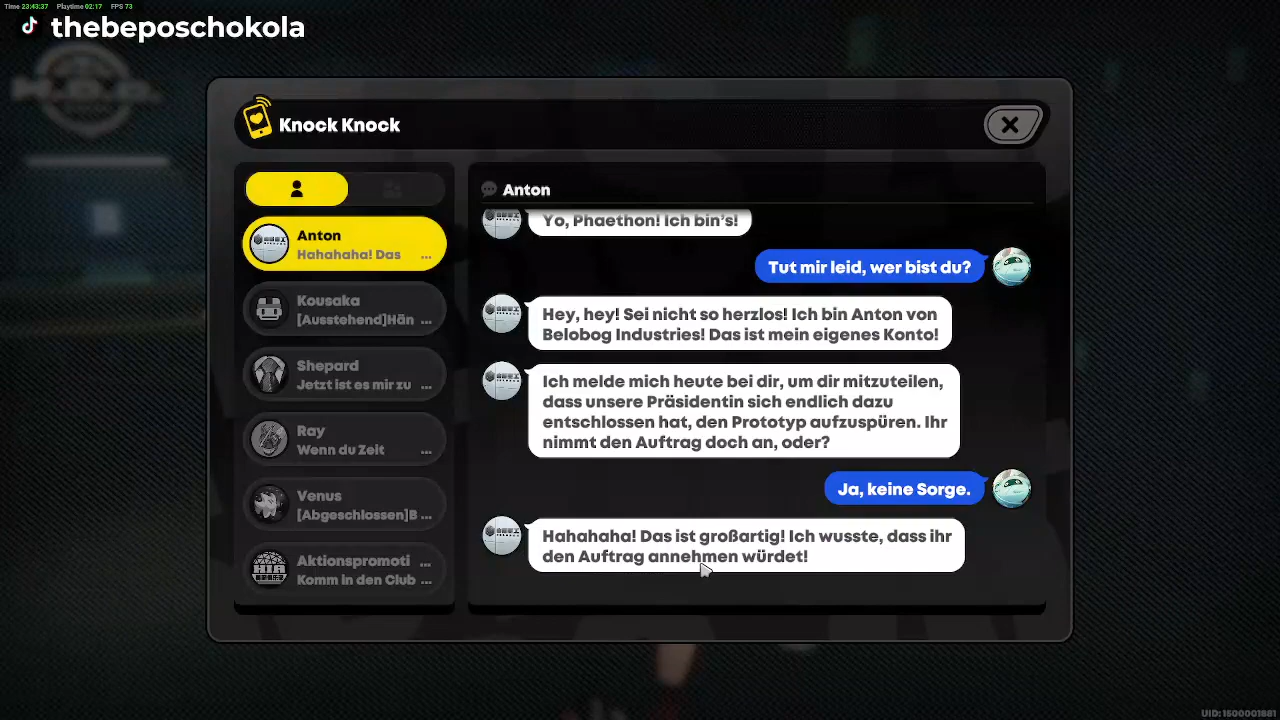 Time 23:43:37 Playtime 02:17 FPS 73
thebeposchokola
Knock Knock
Anton
Hahahaha! Das ...
Kousaka
[Ausstehend]Hän ...
Shepard
Jetzt ist es mir zu ...
Ray
Wenn du Zeit ...
Venus
[Abgeschlossen]B ...
Aktionspromoti ...
Komm in den Club ...
Anton
Yo, Phaethon! Ich bin's!
Tut mir leid, wer bist du?
Hey, hey! Sei nicht so herzlos! Ich bin Anton von
Belobog Industries! Das ist mein eigenes Konto!
Ich melde mich heute bei dir, um dir mitzuteilen,
dass unsere Präsidentin sich endlich dazu
entschlossen hat, den Prototyp aufzuspüren. Ihr
nimmt den Auftrag doch an, oder?
Ja, keine Sorge.
Hahahaha! Das ist großartig! Ich wusste, dass ihr
den Auftrag annehmen würdet!
UID: 1500001881